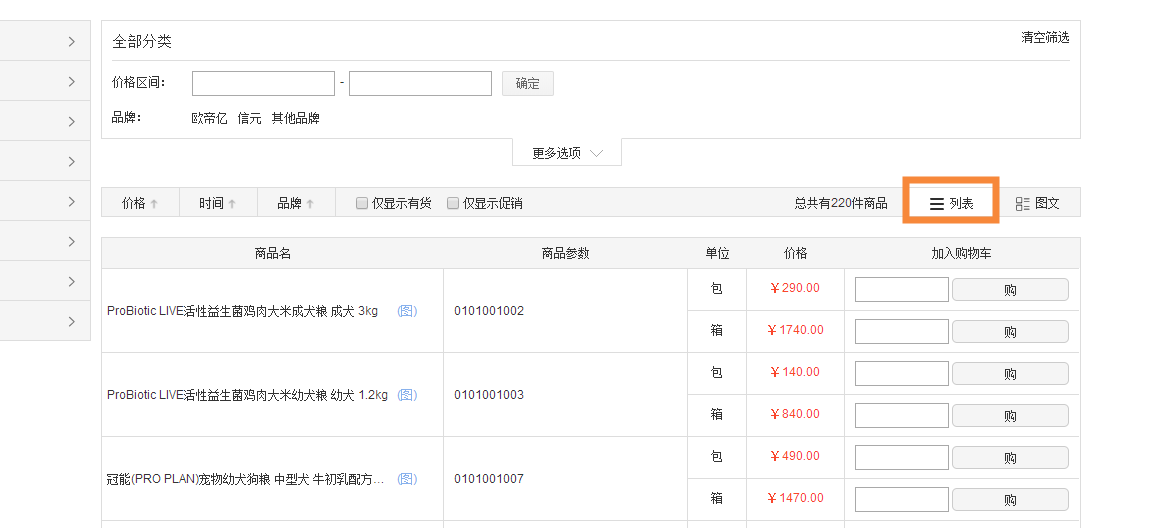 全部分类 清空筛选
价格区间： - 确定
品牌： 欧帝亿 信元 其他品牌
更多选项
价格 时间 品牌 仅显示有货 仅显示促销 总共有220件商品 列表 图文
商品名 商品参数 单位 价格 加入购物车
ProBiotic LIVE活性益生菌鸡肉大米成犬粮 成犬 3kg (图) 0101001002
包 ￥290.00 购
箱 ￥1740.00 购
ProBiotic LIVE活性益生菌鸡肉大米幼犬粮 幼犬 1.2kg (图) 0101001003
包 ￥140.00 购
箱 ￥840.00 购
冠能(PRO PLAN)宠物幼犬狗粮 中型犬 牛初乳配方... (图) 0101001007
包 ￥490.00 购
箱 ￥1470.00 购